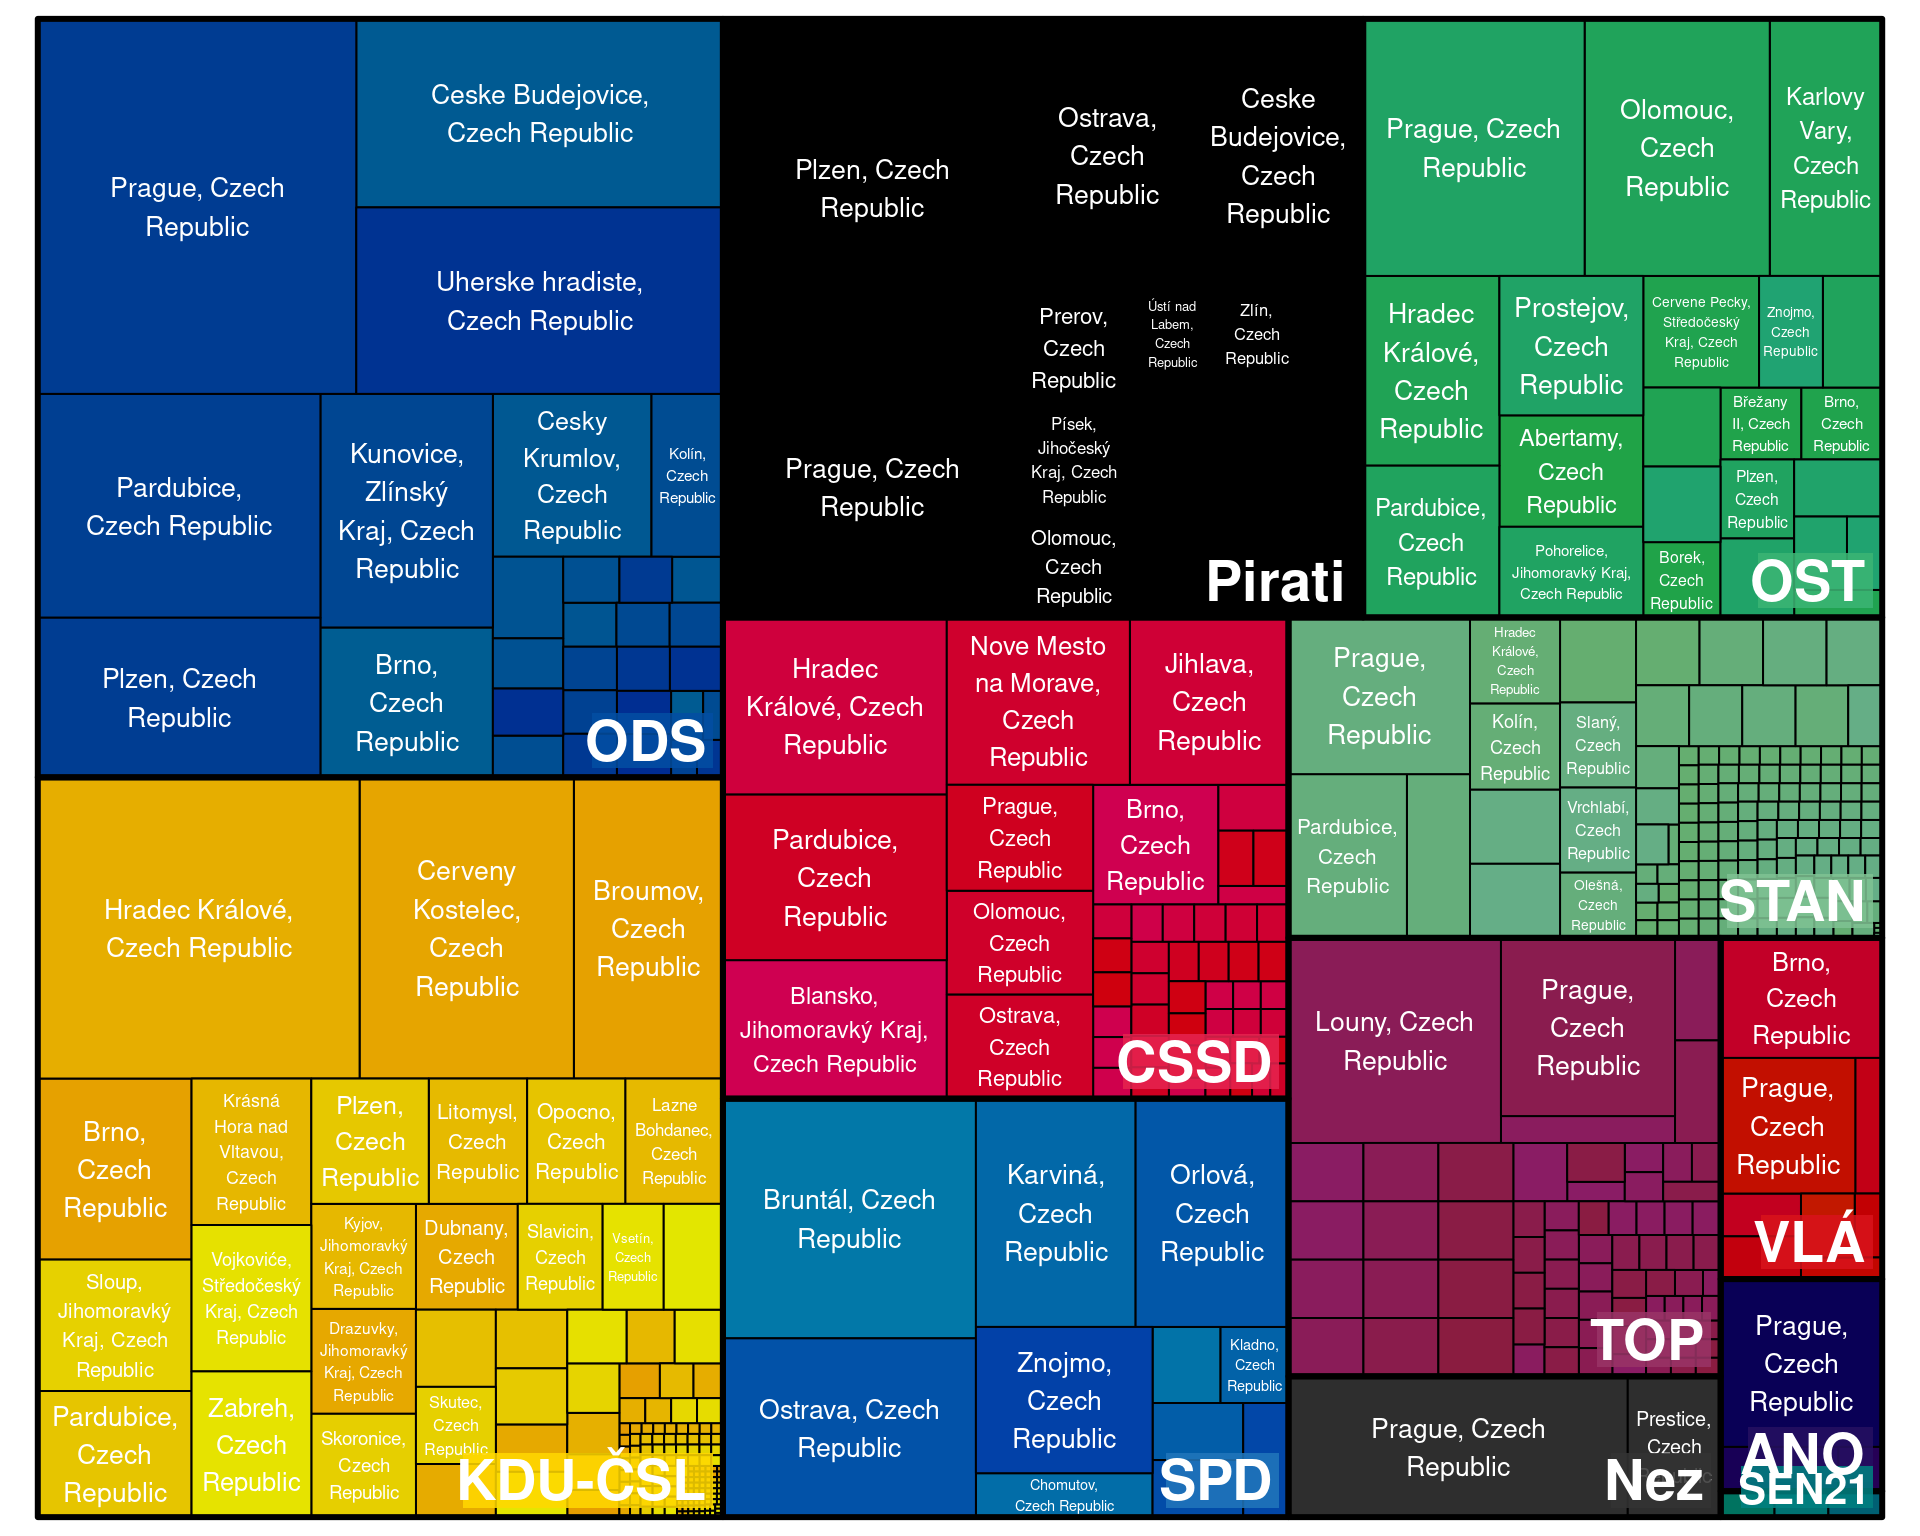 Prague, Czech
Republic
Ceske Budejovice,
Czech Republic
Uherske hradiste,
Czech Republic
Pardubice,
Czech Republic
Plzen, Czech
Republic
Kunovice,
Zlínský
Kraj, Czech
Republic
Brno,
Czech
Republic
Cesky
Krumlov,
Czech
Republic
Kolín,
Czech
Republic
ODS
Plzen, Czech
Republic
Prague, Czech
Republic
Ostrava,
Czech
Republic
Ceske
Budejovice,
Czech
Republic
Prerov,
Czech
Republic
Ústí nad
Labem,
Czech
Republic
Zlín,
Czech
Republic
Písek,
Jihočeský
Kraj, Czech
Republic
Olomouc,
Czech
Republic
Pirati
Prague, Czech
Republic
Olomouc,
Czech
Republic
Karlovy
Vary,
Czech
Republic
Hradec
Králové,
Czech
Republic
Pardubice,
Czech
Republic
Prostejov,
Czech
Republic
Abertamy,
Czech
Republic
Pohorelice,
Jihomoravký Kraj,
Czech Republic
Cervene Pecky,
Středočeský
Kraj, Czech
Republic
Znojmo,
Czech
Republic
Břežany
II, Czech
Republic
Brno,
Czech
Republic
Plzen,
Czech
Republic
Borek,
Czech
Republic
OST
Hradec Králové,
Czech Republic
Cerveny
Kostelec,
Czech
Republic
Broumov,
Czech
Republic
Brno,
Czech
Republic
Sloup,
Jihomoravký
Kraj, Czech
Republic
Pardubice,
Czech
Republic
Krásná
Hora nad
Vltavou,
Czech
Republic
Vojkoviće,
Středočeský
Kraj, Czech
Republic
Zabreh,
Czech
Republic
Plzen,
Czech
Republic
Litomysl,
Czech
Republic
Opocno,
Czech
Republic
Lazne
Bohdanec,
Czech
Republic
Kyjov,
Jihomoravký
Kraj, Czech
Republic
Drazuvky,
Jihomoravký
Kraj, Czech
Republic
Skoronice,
Czech
Republic
Dubnany,
Czech
Republic
Slavicin,
Czech
Republic
Vsetín,
Czech
Republic
Skutec,
Czech
Republic
KDU-ČSL
Hradec
Králové, Czech
Republic
Pardubice,
Czech
Republic
Blansko,
Jihomoravký Kraj,
Czech Republic
Nove Mesto
na Morave,
Czech
Republic
Jihlava,
Czech
Republic
Prague,
Czech
Republic
Olomouc,
Czech
Republic
Ostrava,
Czech
Republic
Brno,
Czech
Republic
CSSD
Prague,
Czech
Republic
Pardubice,
Czech
Republic
Hradec
Králové,
Czech
Republic
Kolín,
Czech
Republic
Slaný,
Czech
Republic
Vrchlabí,
Czech
Republic
Olešná,
Czech
Republic
STAN
Bruntál, Czech
Republic
Ostrava, Czech
Republic
Karviná,
Czech
Republic
Orlová,
Czech
Republic
Znojmo,
Czech
Republic
Kladno,
Czech
Republic
Chomutov,
Czech Republic
SPD
Louny, Czech
Republic
Prague,
Czech
Republic
TOP
Brno,
Czech
Republic
Prague,
Czech
Republic
VLÁ
Prague, Czech
Republic
Prestice,
Czech
Nez
Prague,
Czech
Republic
ANO
SEN21